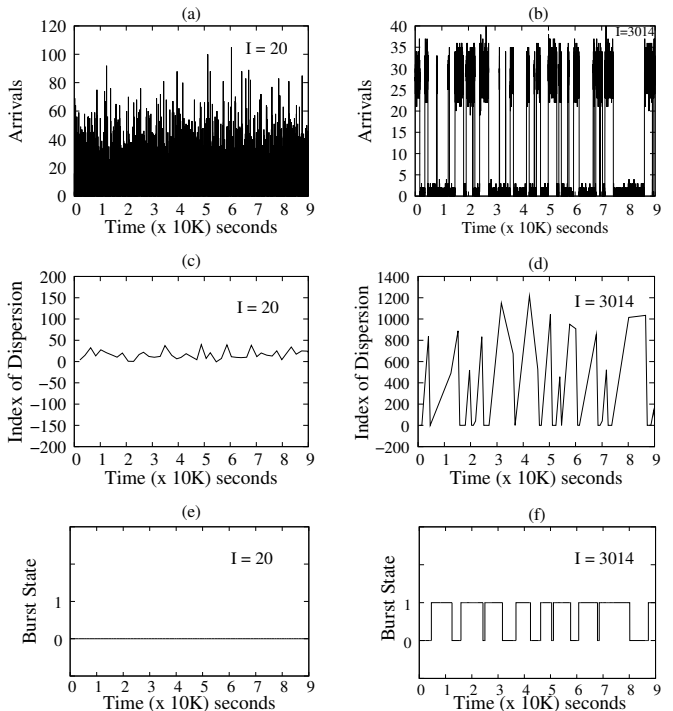 (a)
Arrivals
120
100
80
60
40
20
0
I = 20
0 1 2 3 4 5 6 7 8 9
Time (x 10K) seconds
(b)
Arrivals
40
35
30
25
20
15
10
5
0
I=3014
0 1 2 3 4 5 6 7 8 9
Time (x 10K) seconds
(c)
Index of Dispersion
200
150
100
50
0
−50
−100
−150
−200
I = 20
0 1 2 3 4 5 6 7 8 9
Time (x 10K) seconds
(d)
Index of Dispersion
1400
1200
1000
800
600
400
200
0
−200
I = 3014
0 1 2 3 4 5 6 7 8 9
Time (x 10K) seconds
(e)
Burst State
1
0
I = 20
0 1 2 3 4 5 6 7 8 9
Time (x 10K) seconds
(f)
Burst State
1
0
I = 3014
0 1 2 3 4 5 6 7 8 9
Time (x 10K) seconds